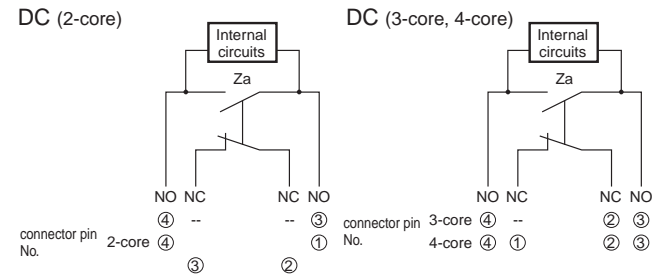 DC (2-core)
DC (3-core, 4-core)
Internal
circuits
Za
NO NC NC NO
④ -- -- ③
connector pin
No.
2-core ④ ①
③ ②
Internal
circuits
Za
NO NC NC NO
connector pin
No.
3-core ④ -- ② ③
4-core ④ ① ② ③